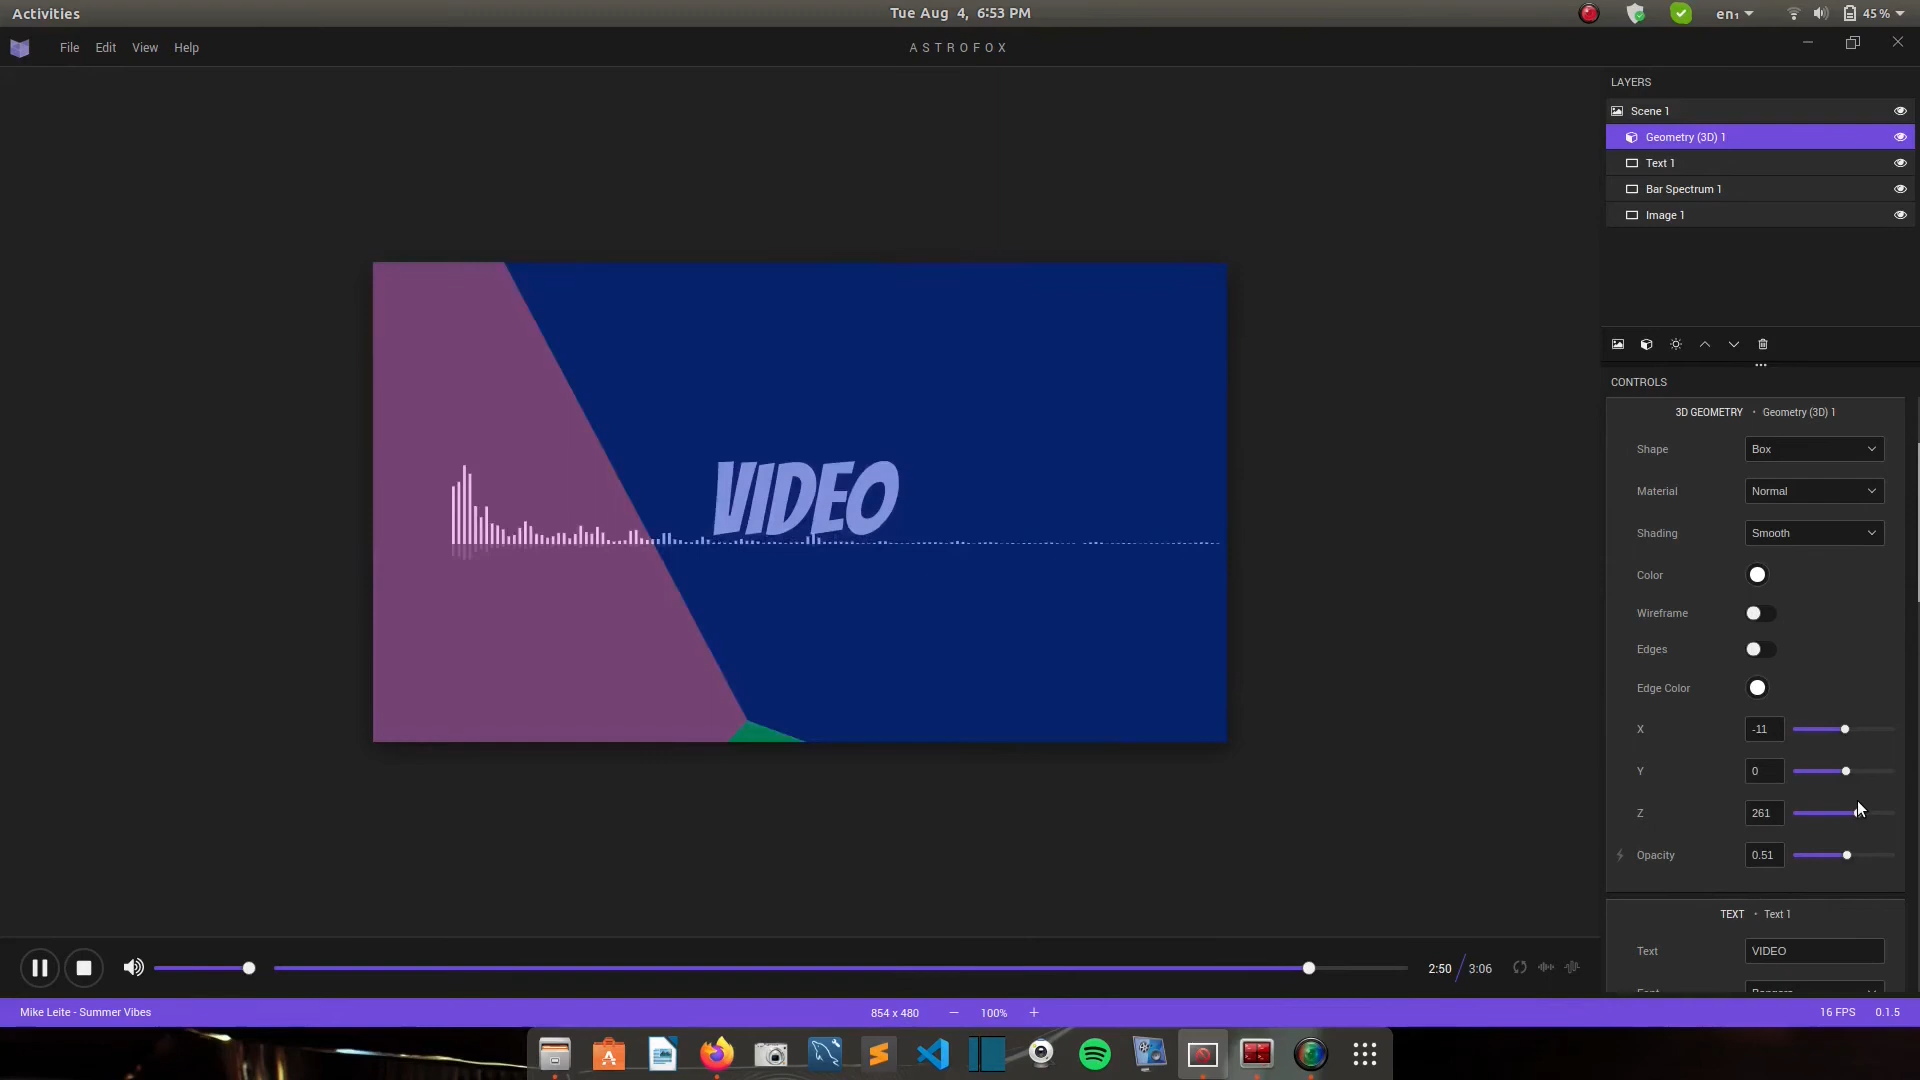 Activities
Tue Aug 4, 6:53 PM
en₁
45 %
File Edit View Help
ASTROFOX
LAYERS
Scene 1
Geometry (3D) 1
Text 1
Bar Spectrum 1
Image 1
CONTROLS
3D GEOMETRY • Geometry (3D) 1
Shape Box
Material Normal
Shading Smooth
Color
Wireframe
Edges
Edge Color
X -11
Y 0
Z 261
Opacity 0.51
TEXT • Text 1
Text VIDEO
Font Bangers
VIDEO
2:50 / 3:06
Mike Leite - Summer Vibes
854 x 480
100%
16 FPS
0.1.5